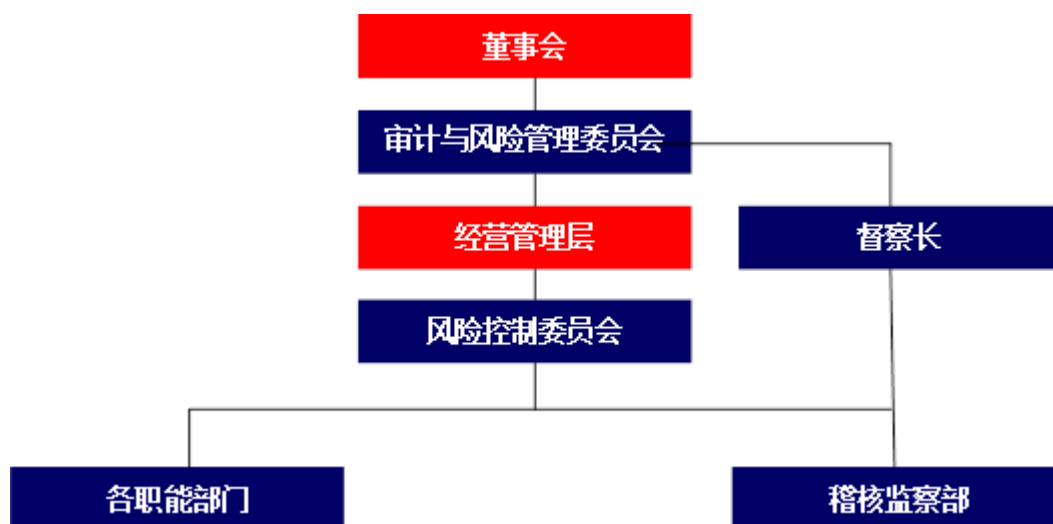 董事会
审计与风险管理委员会
经营管理层
督察长
风险控制委员会
各职能部门
稽核监察部